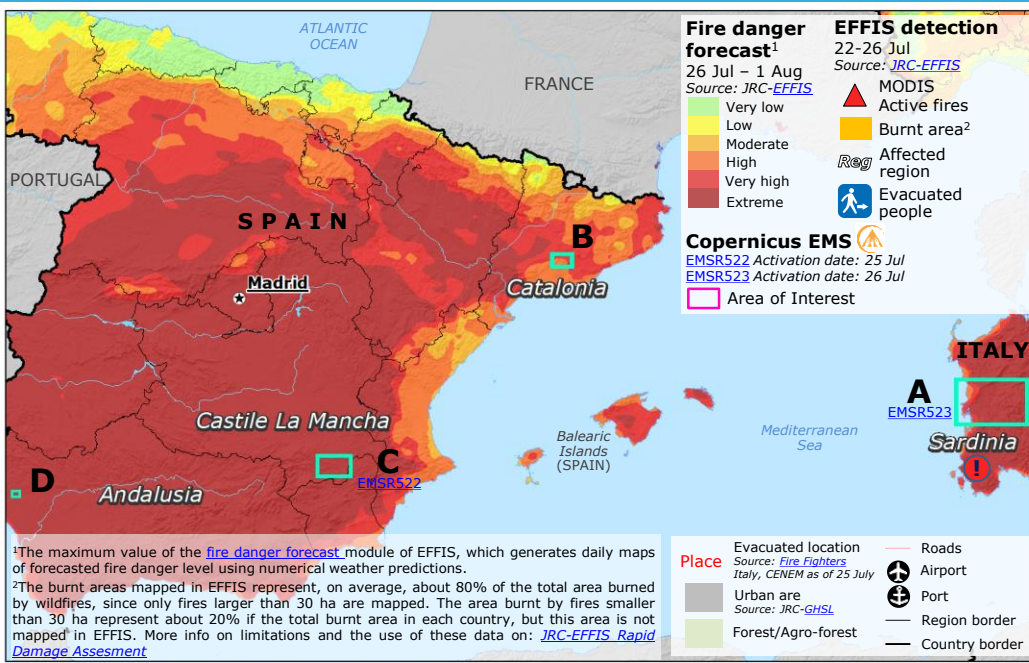 ATLANTIC
OCEAN
FRANCE
PORTUGAL
S P A I N
Madrid
B
Catalonia
Castile La Mancha
C
EMSR522
D
Andalusia
Balearic
Islands
(SPAIN)
Mediterranean
Sea
ITALY
A
EMSR523
Sardinia
!
Fire danger
forecast1
26 Jul – 1 Aug
Source: JRC-EFFIS
Very low
Low
Moderate
High
Very high
Extreme
EFFIS detection
22-26 Jul
Source: JRC-EFFIS
MODIS
Active fires
Burnt area2
Reg Affected
region
Evacuated
people
Copernicus EMS
EMSR522 Activation date: 25 Jul
EMSR523 Activation date: 26 Jul
Area of Interest
1The maximum value of the fire danger forecast module of EFFIS, which generates daily maps
of forecasted fire danger level using numerical weather predictions.
2The burnt areas mapped in EFFIS represent, on average, about 80% of the total area burned
by wildfires, since only fires larger than 30 ha are mapped. The area burnt by fires smaller
than 30 ha represent about 20% if the total burnt area in each country, but this area is not
mapped in EFFIS. More info on limitations and the use of these data on: JRC-EFFIS Rapid
Damage Assesment
Place Evacuated location
Source: Fire Fighters
Italy, CENEM as of 25 July
Urban are
Source: JRC-GHSL
Forest/Agro-forest
Roads
Airport
Port
Region border
Country border